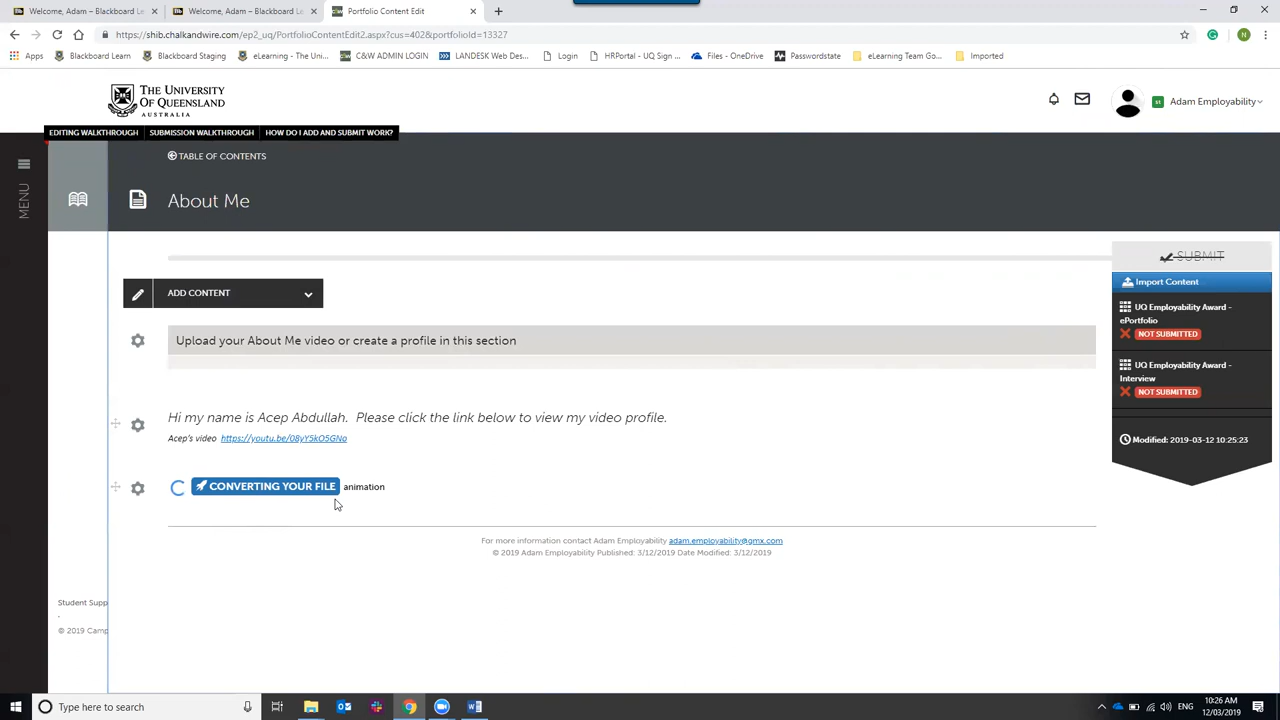 Welcome, Adam – Blackboard Le
Welcome, Adam – Blackboard L
Portfolio Content Edit
https://shib.chalkandwire.com/ep2_uq/PortfolioContentEdit2.aspx?cus=402&portfolioId=13327
Apps
Blackboard Learn
Blackboard Staging
eLearning - The Uni...
C&W ADMIN LOGIN
LANDESK Web Des...
Login
HRPortal - UQ Sign ...
Files - OneDrive
Passwordstate
eLearning Team Go...
Imported
THE UNIVERSITY
OF QUEENSLAND
AUSTRALIA
Adam Employability
EDITING WALKTHROUGH
SUBMISSION WALKTHROUGH
HOW DO I ADD AND SUBMIT WORK?
MENU
TABLE OF CONTENTS
About Me
SUBMIT
Import Content
UQ Employability Award -
ePortfolio
NOT SUBMITTED
UQ Employability Award -
Interview
NOT SUBMITTED
Modified: 2019-03-12 10:25:23
ADD CONTENT
Upload your About Me video or create a profile in this section
Hi my name is Acep Abdullah. Please click the link below to view my video profile.
Acep's video https://youtu.be/08yY5kO5GNo
CONVERTING YOUR FILE animation
For more information contact Adam Employability adam.employability@gmx.com
© 2019 Adam Employability Published: 3/12/2019 Date Modified: 3/12/2019
Student Supp
© 2019 Camp
Type here to search
ENG
10:26 AM
12/03/2019